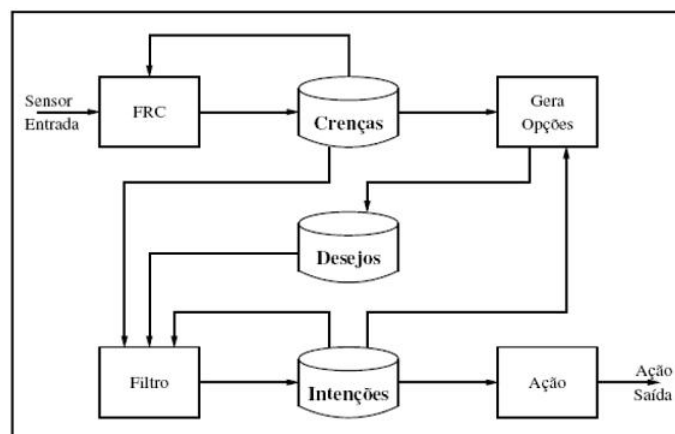 Sensor
Entrada
FRC
Crenças
Gera
Opções
Desejos
Filtro
Intenções
Ação
Ação
Saída